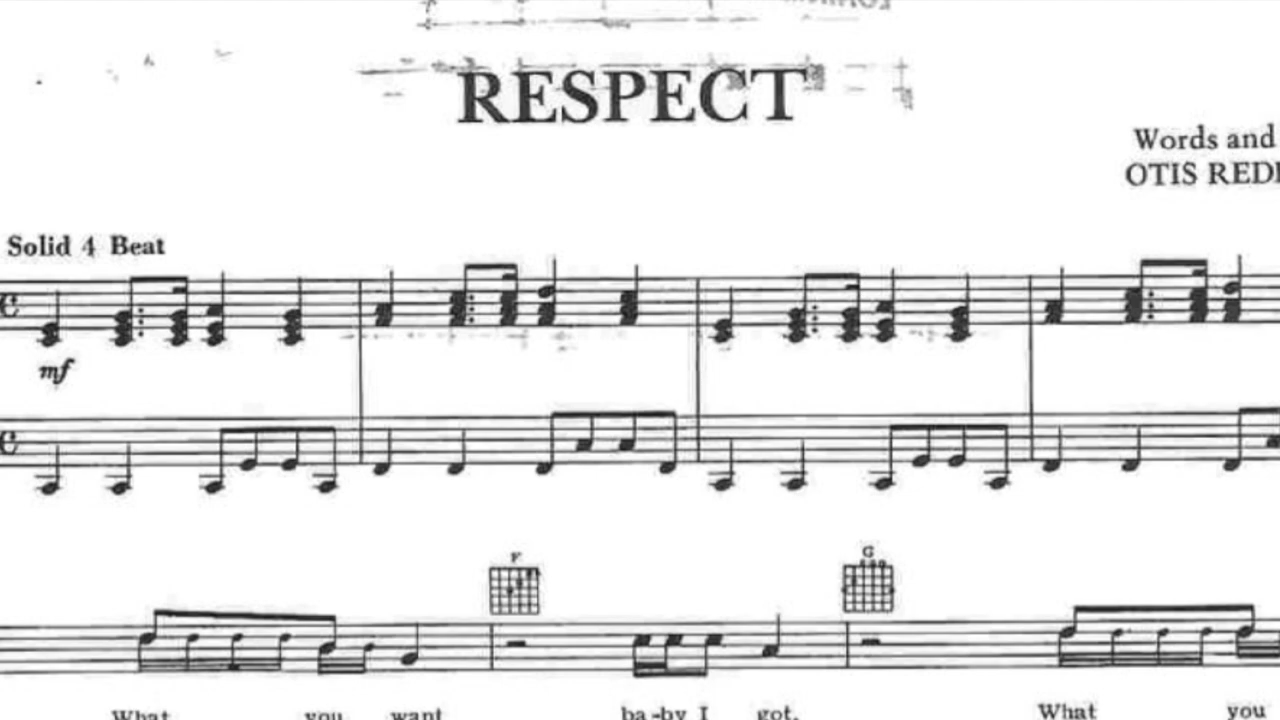 RESPECT
Words and
OTIS REDI
Solid 4 Beat
mf
F
G
What you want ba-by I got, What you